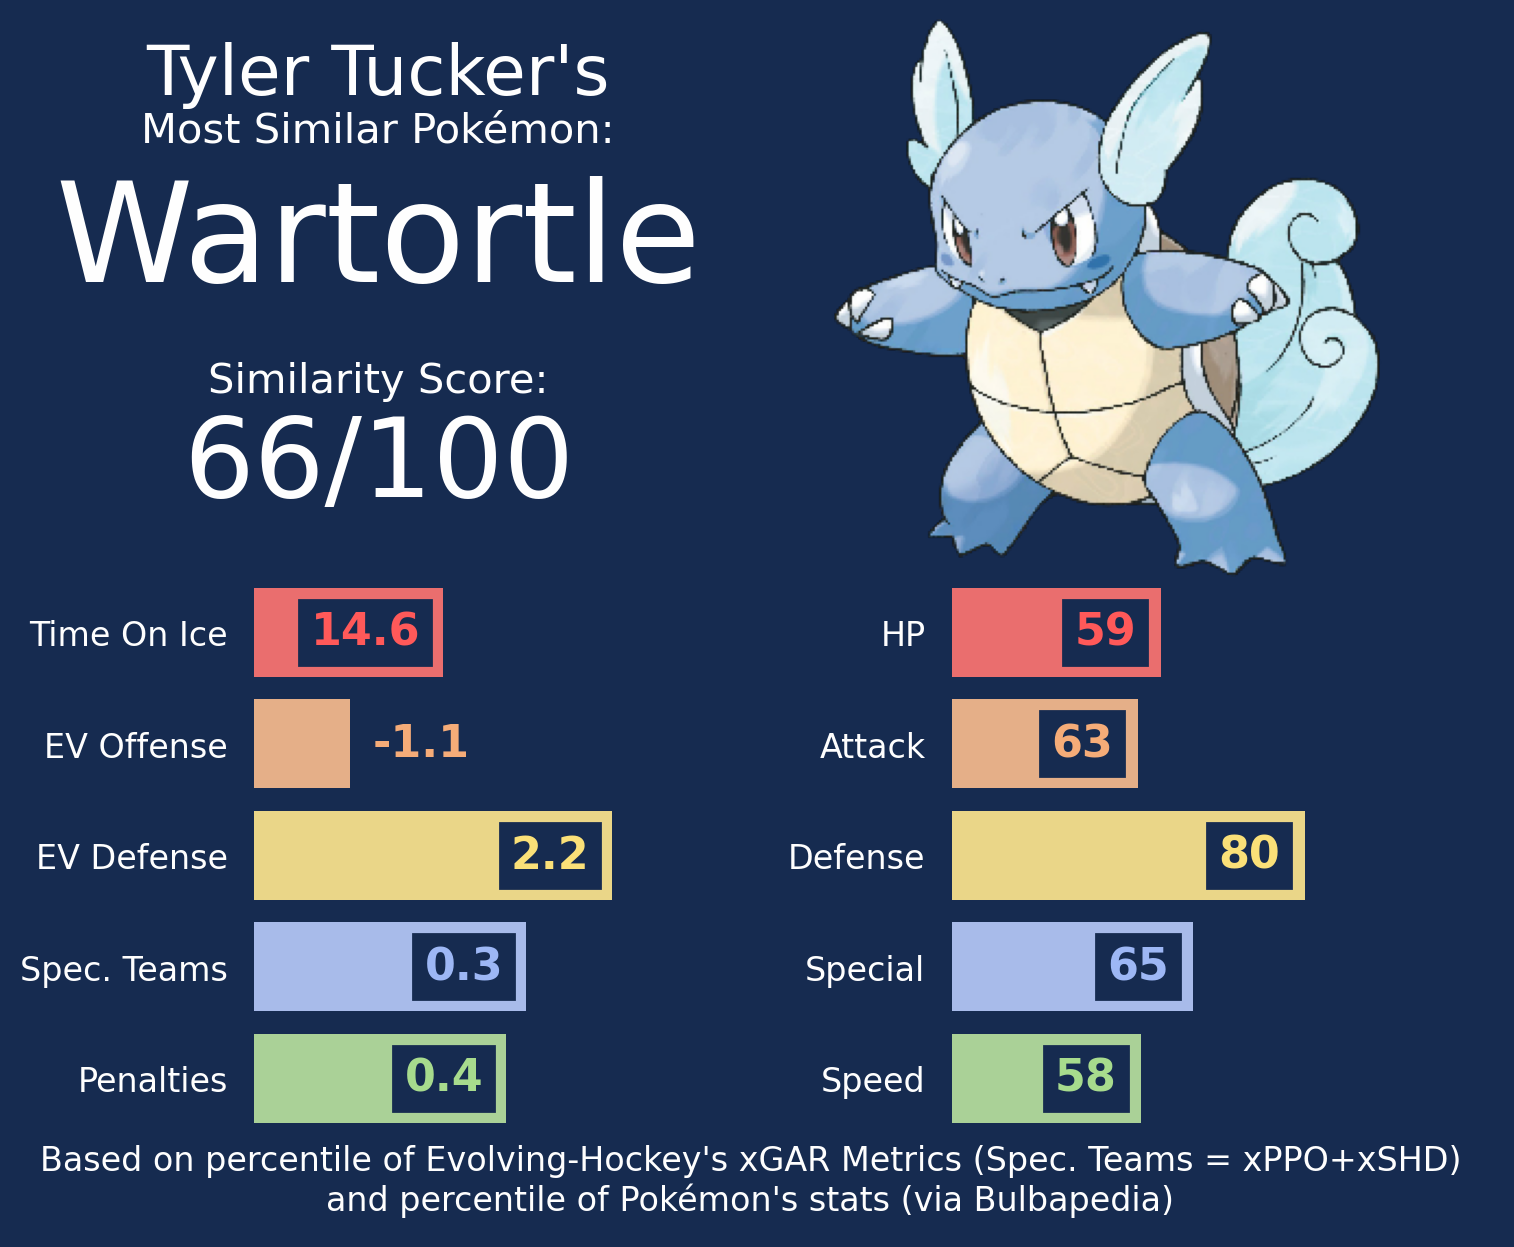 Tyler Tucker's
Most Similar Pokémon:
Wartortle
Similarity Score:
66/100
Time On Ice 14.6
EV Offense -1.1
EV Defense 2.2
Spec. Teams 0.3
Penalties 0.4
HP 59
Attack 63
Defense 80
Special 65
Speed 58
Based on percentile of Evolving-Hockey's xGAR Metrics (Spec. Teams = xPPO+xSHD)
and percentile of Pokémon's stats (via Bulbapedia)